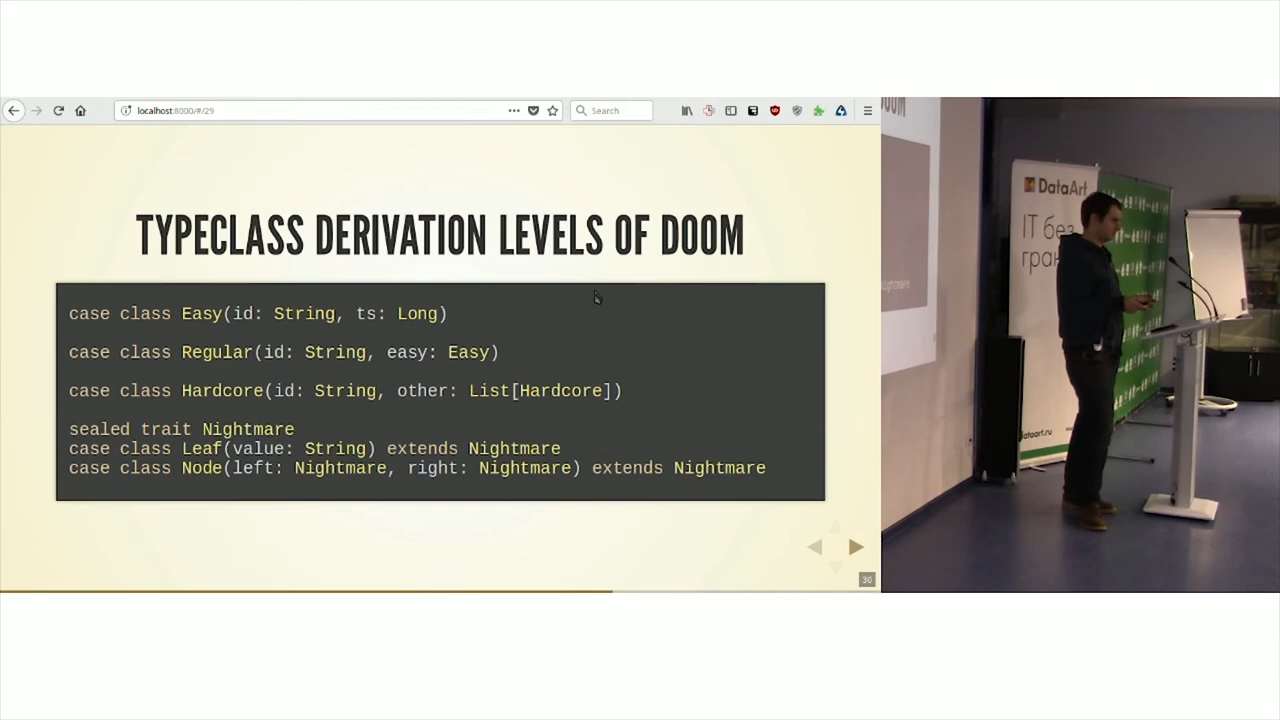 localhost:8000/#/29
Search
TYPECLASS DERIVATION LEVELS OF DOOM
case class Easy(id: String, ts: Long)
case class Regular(id: String, easy: Easy)
case class Hardcore(id: String, other: List[Hardcore])
sealed trait Nightmare
case class Leaf(value: String) extends Nightmare
case class Node(left: Nightmare, right: Nightmare) extends Nightmare
30
DOOM
DataArt
IT без
гран
dataart.ru